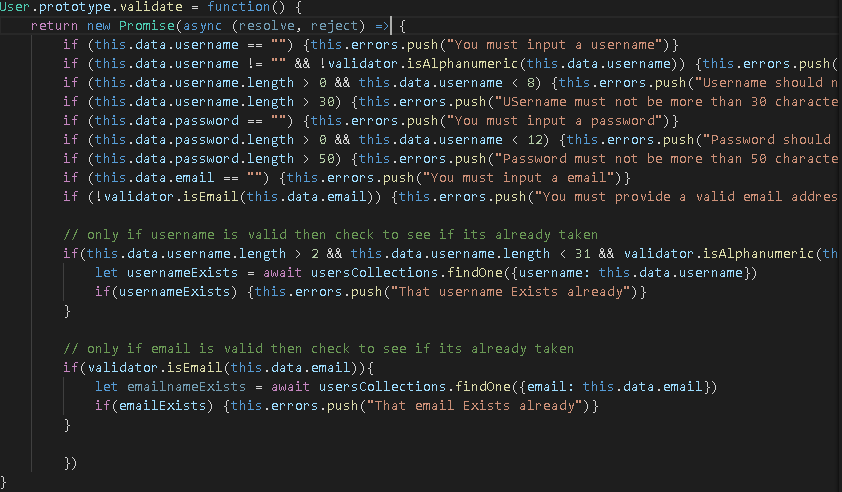 User.prototype.validate = function() {
return new Promise(async (resolve, reject) => {
if (this.data.username == "") {this.errors.push("You must input a username")}
if (this.data.username != "" && !validator.isAlphanumeric(this.data.username)) {this.errors.push(
if (this.data.username.length > 0 && this.data.username < 8) {this.errors.push("Username should n
if (this.data.username.length > 30) {this.errors.push("USername must not be more than 30 characte
if (this.data.password == "") {this.errors.push("You must input a password")}
if (this.data.password.length > 0 && this.data.username < 12) {this.errors.push("Password should
if (this.data.password.length > 50) {this.errors.push("Password must not be more than 50 characte
if (this.data.email == "") {this.errors.push("You must input a email")}
if (!validator.isEmail(this.data.email)) {this.errors.push("You must provide a valid email addres
// only if username is valid then check to see if its already taken
if(this.data.username.length > 2 && this.data.username.length < 31 && validator.isAlphanumeric(th
let usernameExists = await usersCollections.findOne({username: this.data.username})
if(usernameExists) {this.errors.push("That username Exists already")}
}
// only if email is valid then check to see if its already taken
if(validator.isEmail(this.data.email)){
let emailnameExists = await usersCollections.findOne({email: this.data.email})
if(emailExists) {this.errors.push("That email Exists already")}
}
})
}